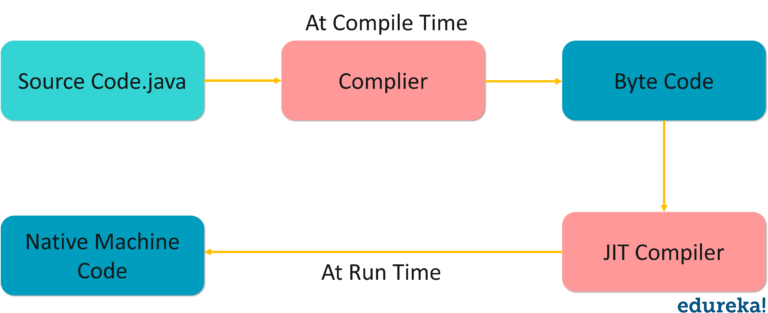 At Compile Time
Source Code.java
Complier
Byte Code
Native Machine
Code
At Run Time
JIT Compiler
edureka!